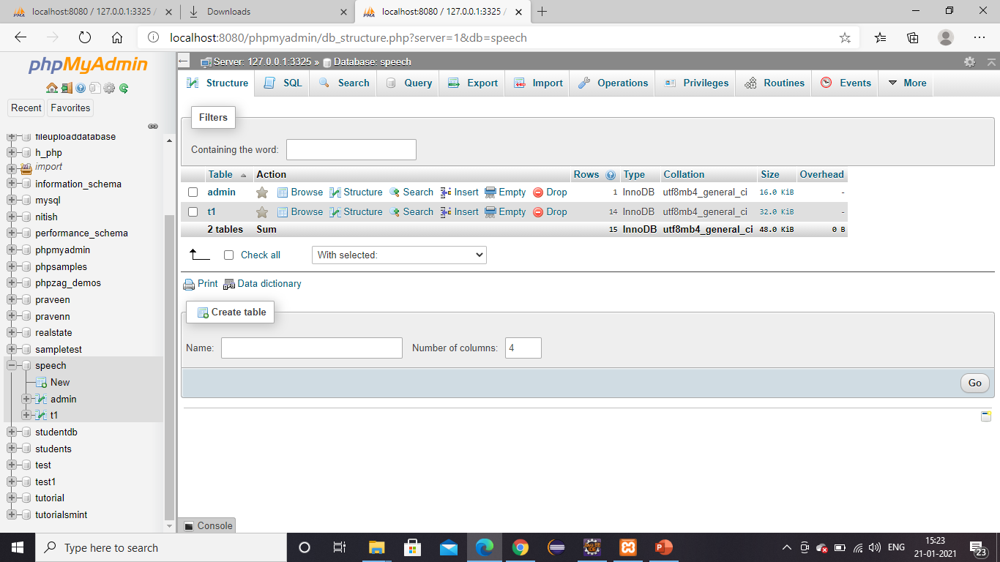 localhost:8080 / 127.0.0.1:3325 /
Downloads
localhost:8080 / 127.0.0.1:3325 /
localhost:8080/phpmyadmin/db_structure.php?server=1&db=speech
phpMyAdmin
Recent
Favorites
fileuploaddatabase
h_php
import
information_schema
mysql
nitish
performance_schema
phpmyadmin
phpsamples
phpzag_demos
praveen
pravenn
realstate
sampletest
speech
New
admin
t1
studentdb
students
test
test1
tutorial
tutorialsmint
Server: 127.0.0.1:3325 » Database: speech
Structure SQL Search Query Export Import Operations Privileges Routines Events More
Filters
Containing the word:
Table Action Rows Type Collation Size Overhead
admin Browse Structure Search Insert Empty Drop 1 InnoDB utf8mb4_general_ci 16.0 KiB -
t1 Browse Structure Search Insert Empty Drop 14 InnoDB utf8mb4_general_ci 32.0 KiB -
2 tables Sum 15 InnoDB utf8mb4_general_ci 48.0 KiB 0 B
Check all With selected:
Print Data dictionary
Create table
Name: Number of columns: 4
Go
Console
Type here to search
ENG
15:23
21-01-2021
23